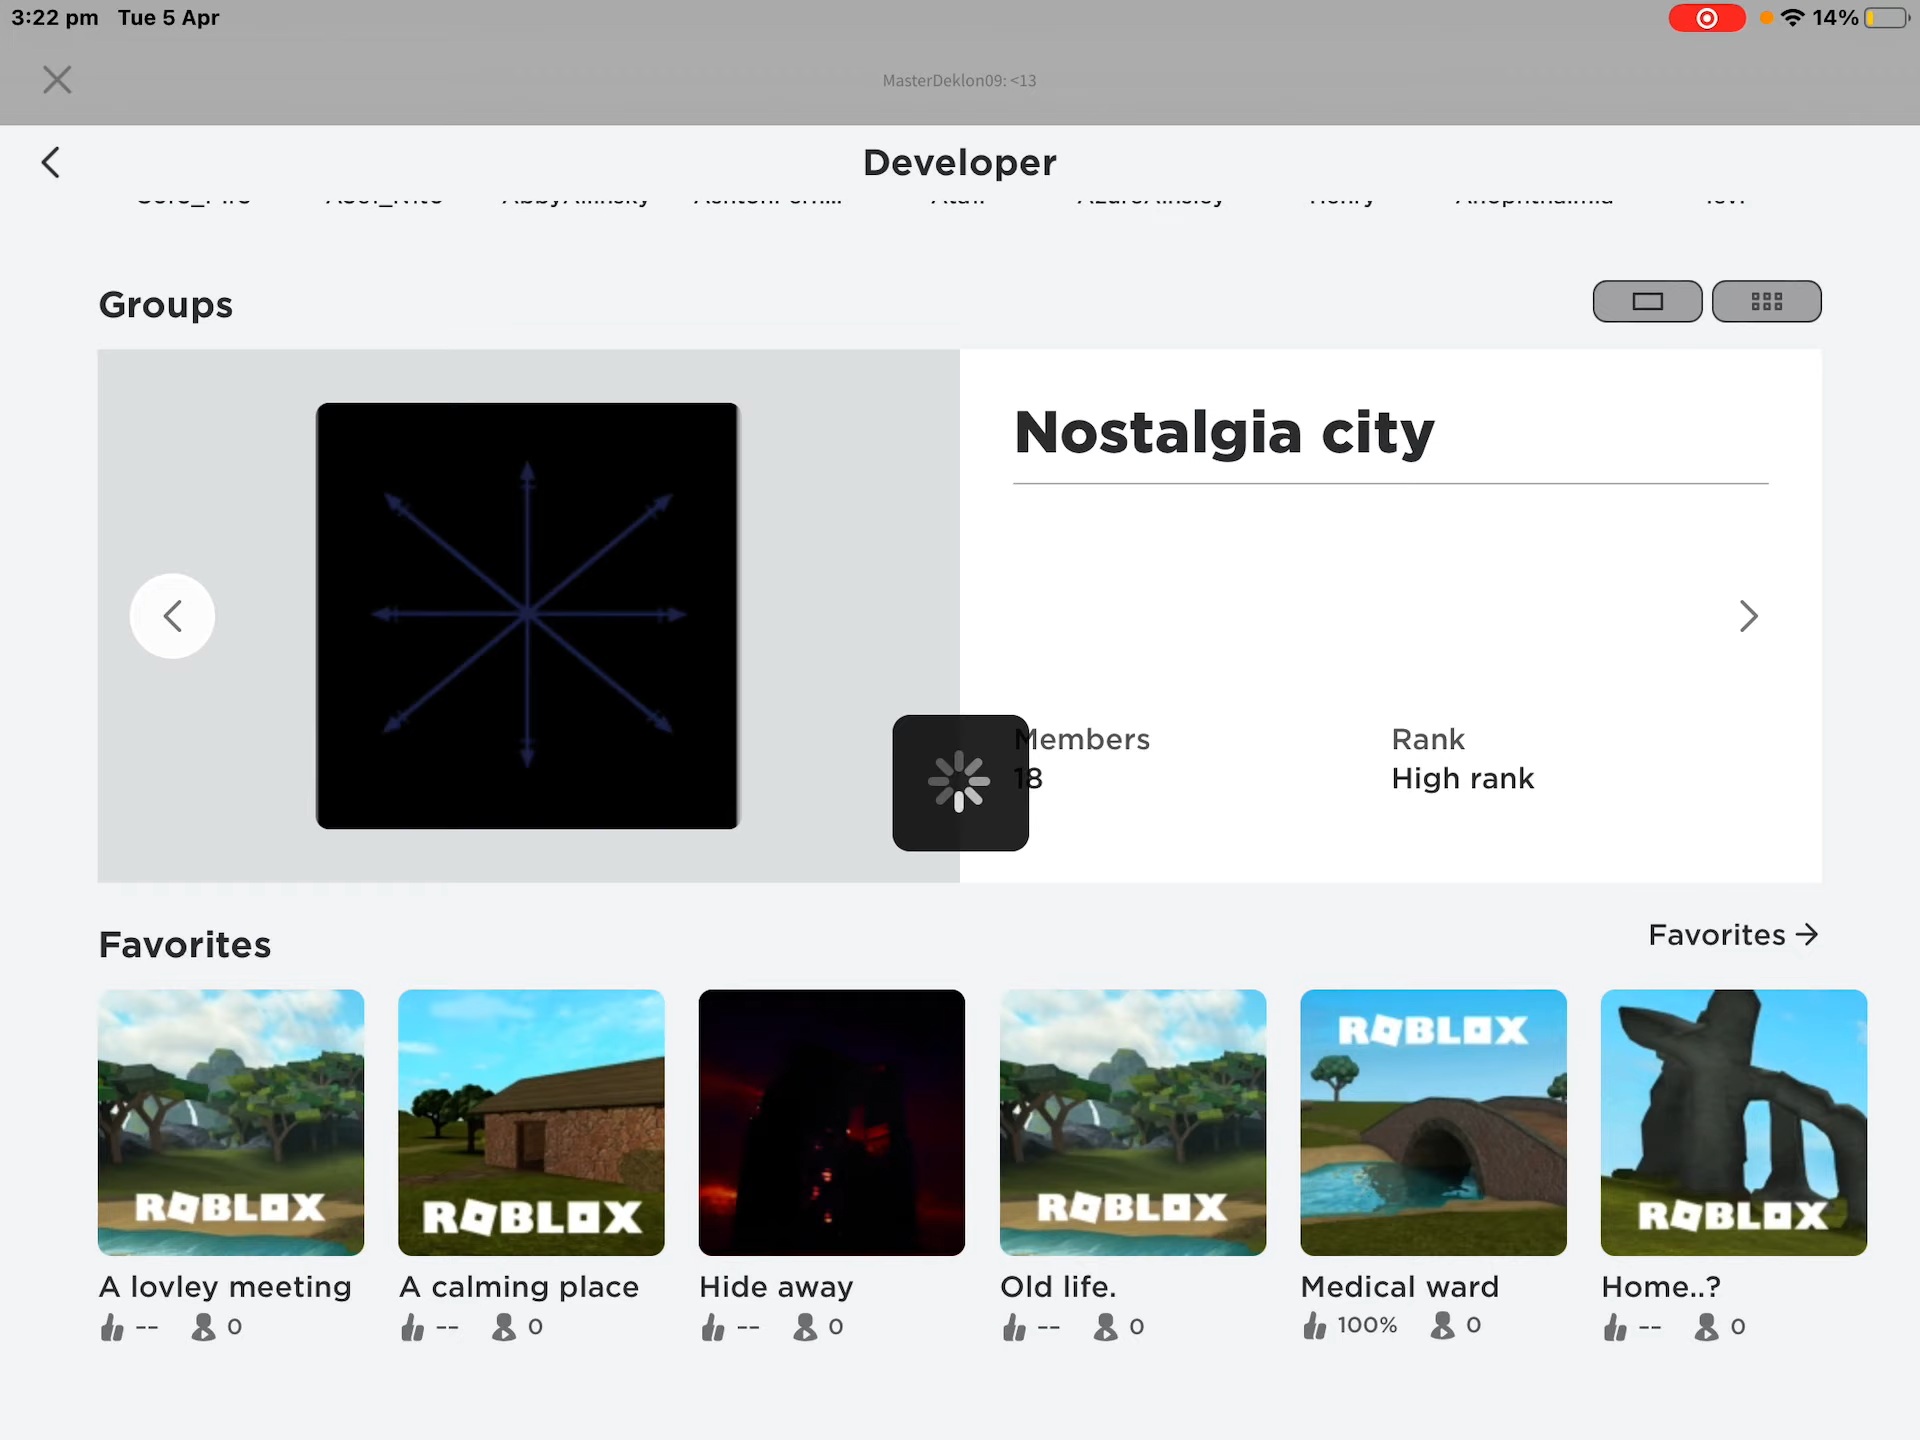 3:22 pm Tue 5 Apr
14%
MasterDeklon09: <13
Developer
Groups
Nostalgia city
Members
Rank
18
High rank
Favorites
Favorites →
ROBLOX
ROBLOX
ROBLOX
ROBLOX
ROBLOX
A lovley meeting
A calming place
Hide away
Old life.
Medical ward
Home..?
-- 0
-- 0
-- 0
-- 0
100% 0
-- 0